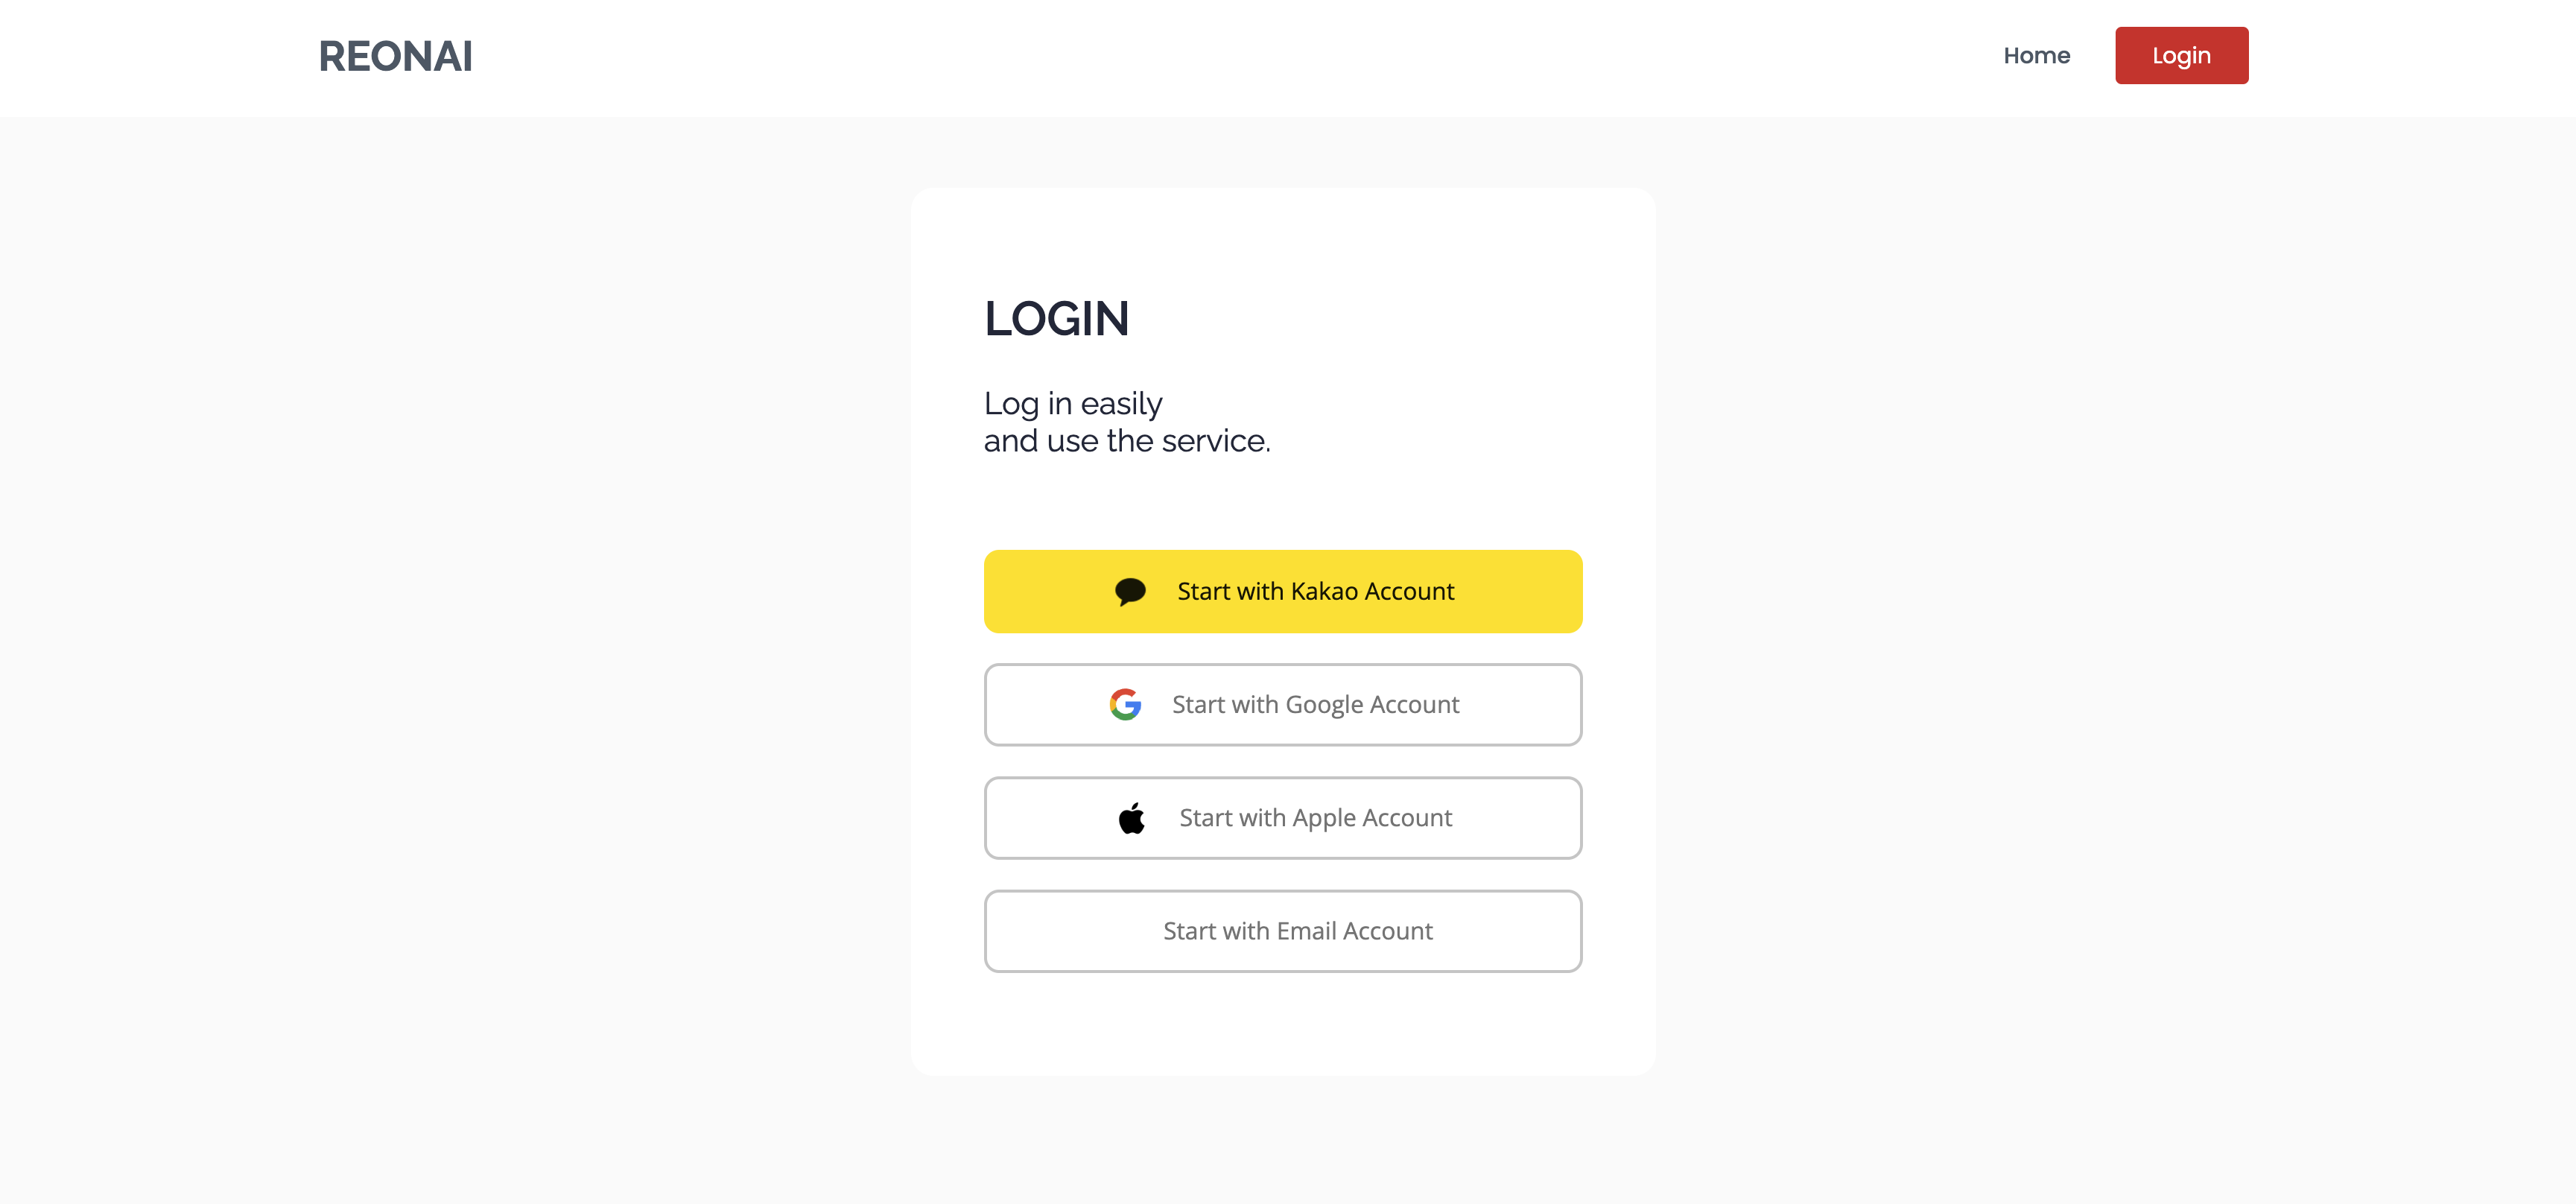 REONAI
Home
Login
LOGIN
Log in easily
and use the service.
Start with Kakao Account
Start with Google Account
Start with Apple Account
Start with Email Account